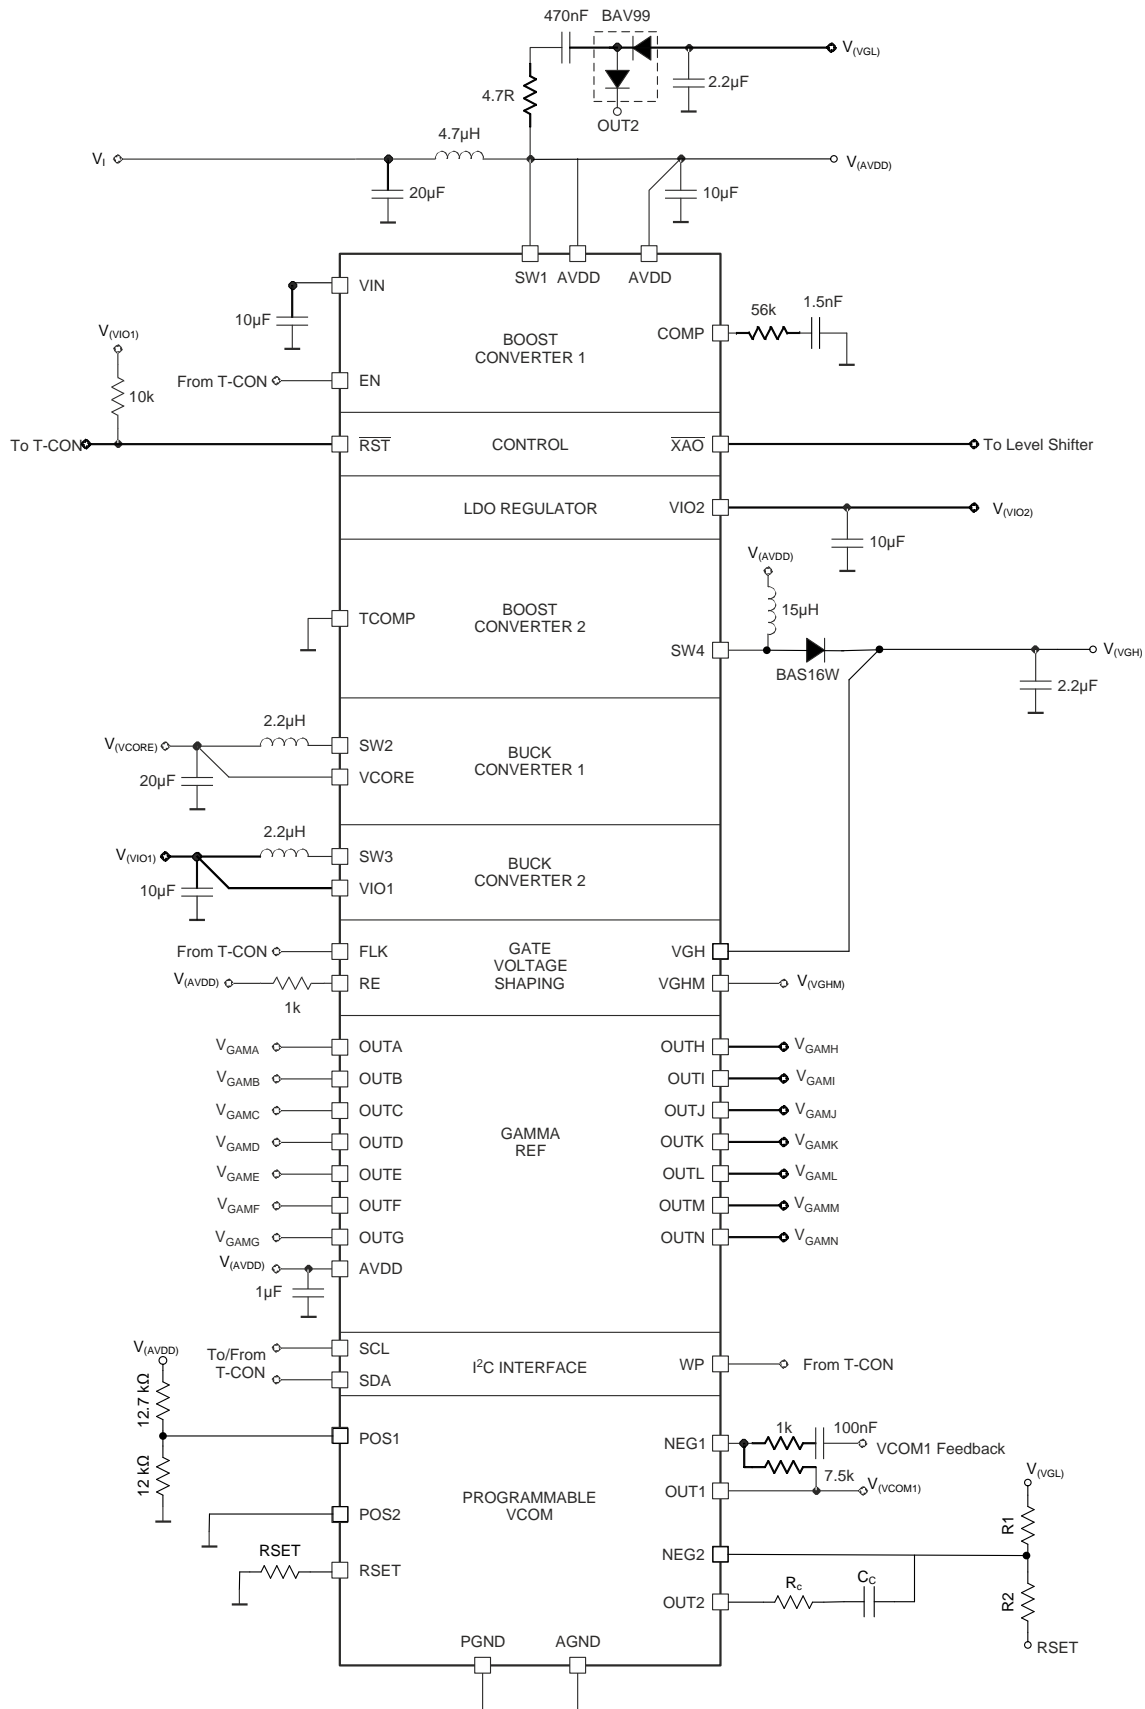 470nF BAV99
V(VGL)
4.7R
2.2µF
OUT2
4.7µH
VI
V(AVDD)
20µF
10µF
SW1 AVDD AVDD
VIN
10µF
1.5nF
56k
COMP
BOOST
CONVERTER 1
V(VIO1)
From T-CON
EN
10k
To T-CON
RST
CONTROL
XAO
To Level Shifter
LDO REGULATOR
VIO2
V(VIO2)
10µF
V(AVDD)
15µH
TCOMP
BOOST
CONVERTER 2
SW4
V(VGH)
BAS16W
2.2µF
2.2µH
V(VCORE)
SW2
VCORE
20µF
BUCK
CONVERTER 1
2.2µH
V(VIO1)
SW3
VIO1
10µF
BUCK
CONVERTER 2
From T-CON
FLK
GATE
VOLTAGE
SHAPING
VGH
V(AVDD)
RE
1k
VGHM
V(VGHM)
VGAMA OUTA OUTH VGAMH
VGAMB OUTB OUTI VGAMI
VGAMC OUTC OUTJ VGAMJ
VGAMD OUTD OUTK VGAMK
GAMMA
REF
VGAME OUTE OUTL VGAML
VGAMF OUTF OUTM VGAMM
VGAMG OUTG OUTN VGAMN
V(AVDD) AVDD
1µF
To/From
T-CON
SCL
SDA
I²C INTERFACE
WP
From T-CON
V(AVDD)
12.7 kΩ
12 kΩ
POS1
POS2
RSET
RSET
PROGRAMMABLE
VCOM
NEG1
1k
100nF
VCOM1 Feedback
7.5k
OUT1
V(VCOM1)
V(VGL)
R1
NEG2
OUT2
Rc
CC
R2
RSET
PGND AGND